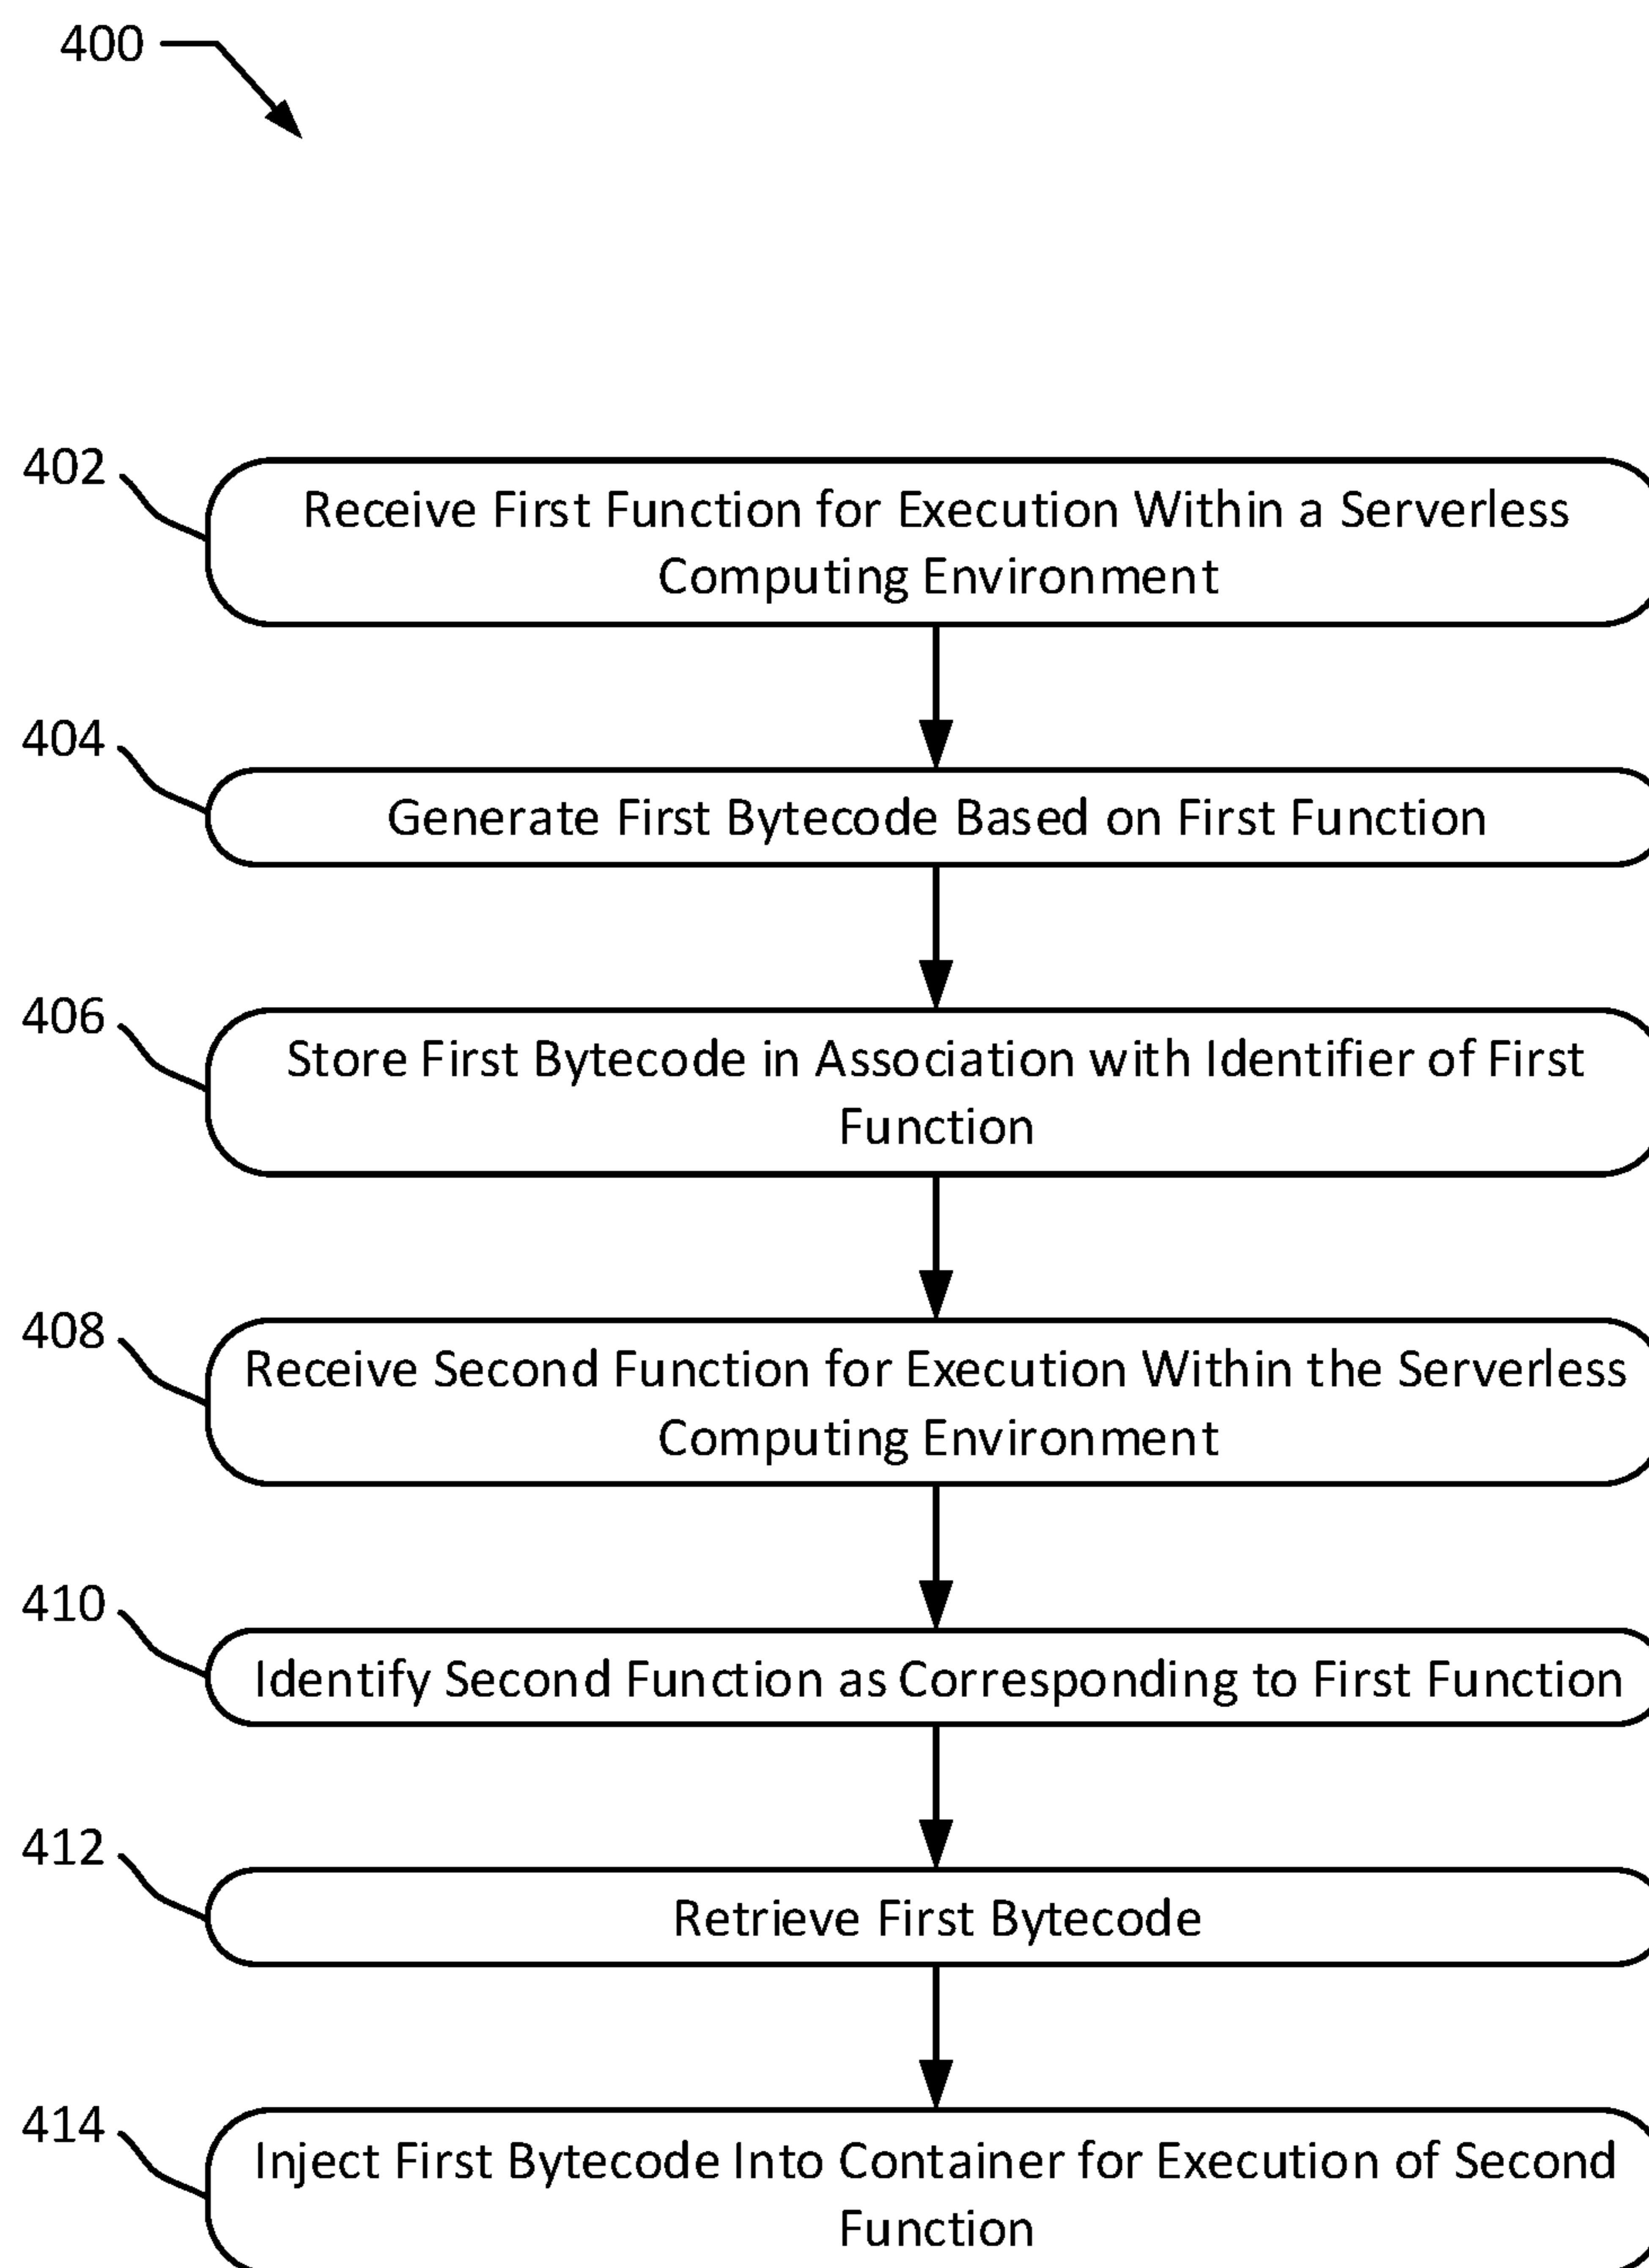 400
402
Receive First Function for Execution Within a Serverless
Computing Environment
404
Generate First Bytecode Based on First Function
406
Store First Bytecode in Association with Identifier of First
Function
408
Receive Second Function for Execution Within the Serverless
Computing Environment
410
Identify Second Function as Corresponding to First Function
412
Retrieve First Bytecode
414
Inject First Bytecode Into Container for Execution of Second
Function